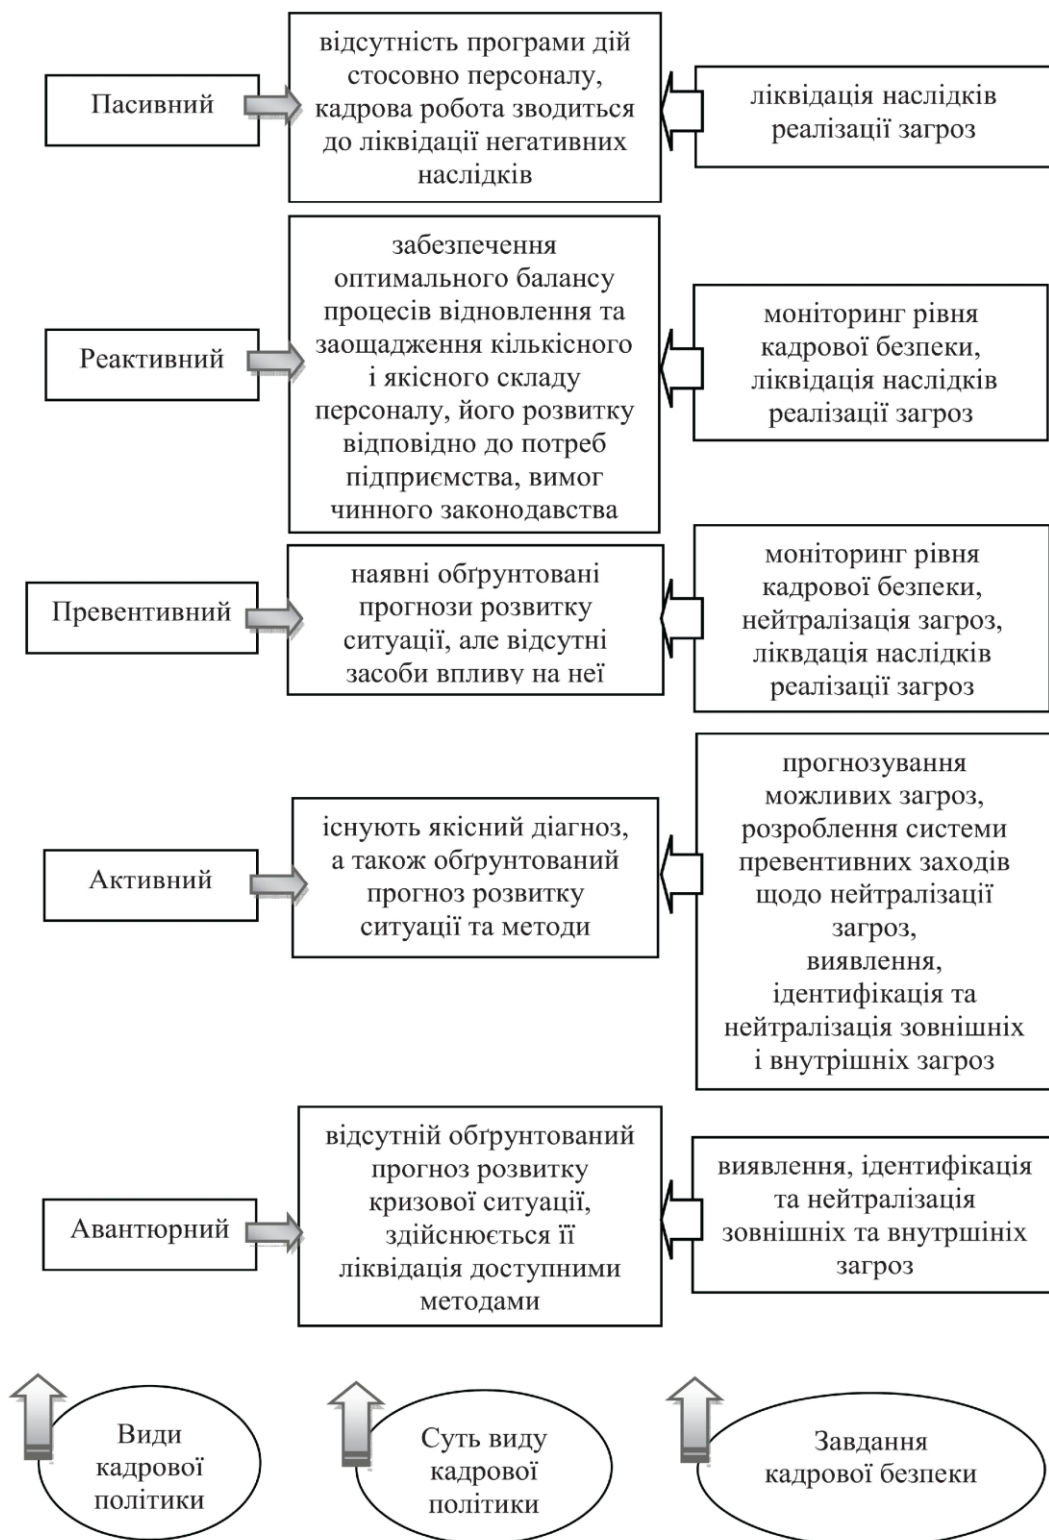 Пасивний
відсутність програми дій
стосовно персоналу,
кадрова робота зводиться
до ліквідації негативних
наслідків
ліквідація наслідків
реалізації загроз
Реактивний
забезпечення
оптимального балансу
процесів відновлення та
заощадження кількісного
і якісного складу
персоналу, його розвитку
відповідно до потреб
підприємства, вимог
чинного законодавства
моніторинг рівня
кадрової безпеки,
ліквідація наслідків
реалізації загроз
Превентивний
наявні обґрунтовані
прогнози розвитку
ситуації, але відсутні
засоби впливу на неї
моніторинг рівня
кадрової безпеки,
нейтралізація загроз,
ліквдація наслідків
реалізації загроз
Активний
існують якісний діагноз,
а також обґрунтований
прогноз розвитку
ситуації та методи
прогнозування
можливих загроз,
розроблення системи
превентивних заходів
щодо нейтралізації
загроз,
виявлення,
ідентифікація та
нейтралізація зовнішніх
і внутрішніх загроз
Авантюрний
відсутній обґрунтований
прогноз розвитку
кризової ситуації,
здійснюється її
ліквідація доступними
методами
виявлення, ідентифікація
та нейтралізація
зовнішніх та внутршініх
загроз
Види
кадрової
політики
Суть виду
кадрової
політики
Завдання
кадрової безпеки